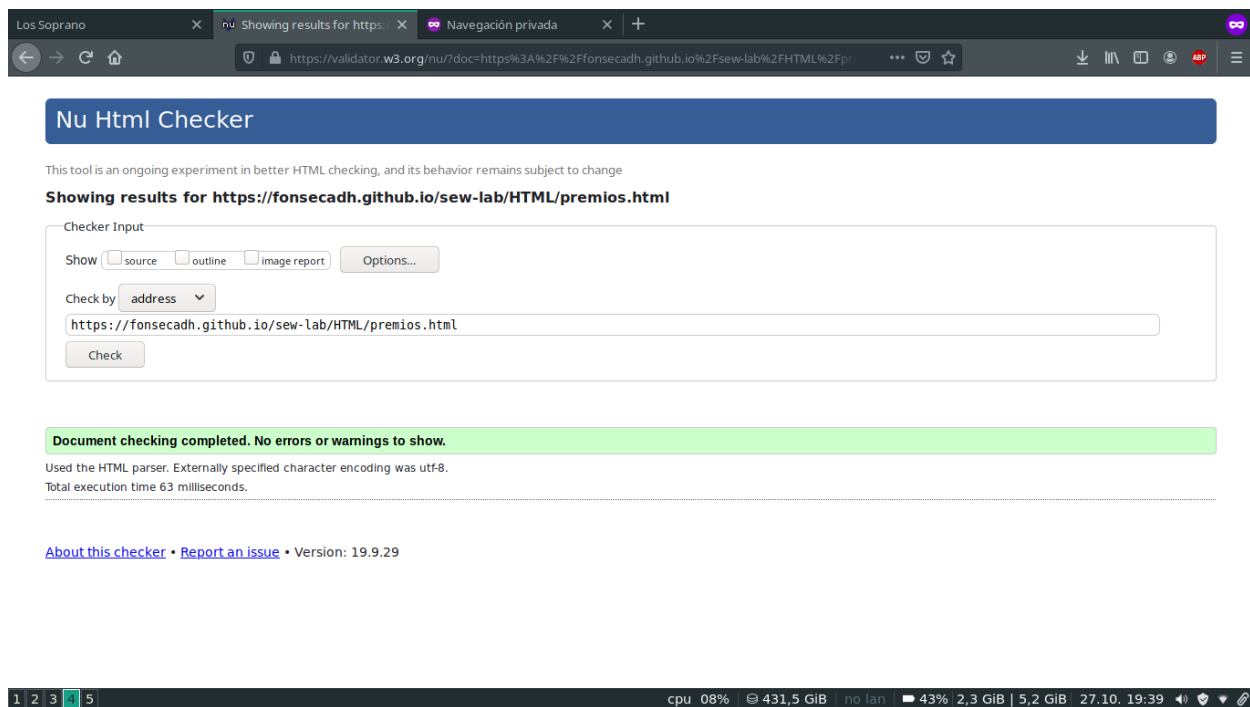 Los Soprano
nu Showing results for https:/
Navegación privada
https://validator.w3.org/nu/?doc=https%3A%2F%2Ffonsecadh.github.io%2Fsew-lab%2FHTML%2Fpr
ABP
Nu Html Checker
This tool is an ongoing experiment in better HTML checking, and its behavior remains subject to change
Showing results for https://fonsecadh.github.io/sew-lab/HTML/premios.html
Checker Input
Show source outline image report Options...
Check by address
https://fonsecadh.github.io/sew-lab/HTML/premios.html
Check
Document checking completed. No errors or warnings to show.
Used the HTML parser. Externally specified character encoding was utf-8.
Total execution time 63 milliseconds.
About this checker • Report an issue • Version: 19.9.29
1 2 3 4 5 cpu 08% 431,5 GiB no lan 43% 2,3 GiB | 5,2 GiB 27.10. 19:39